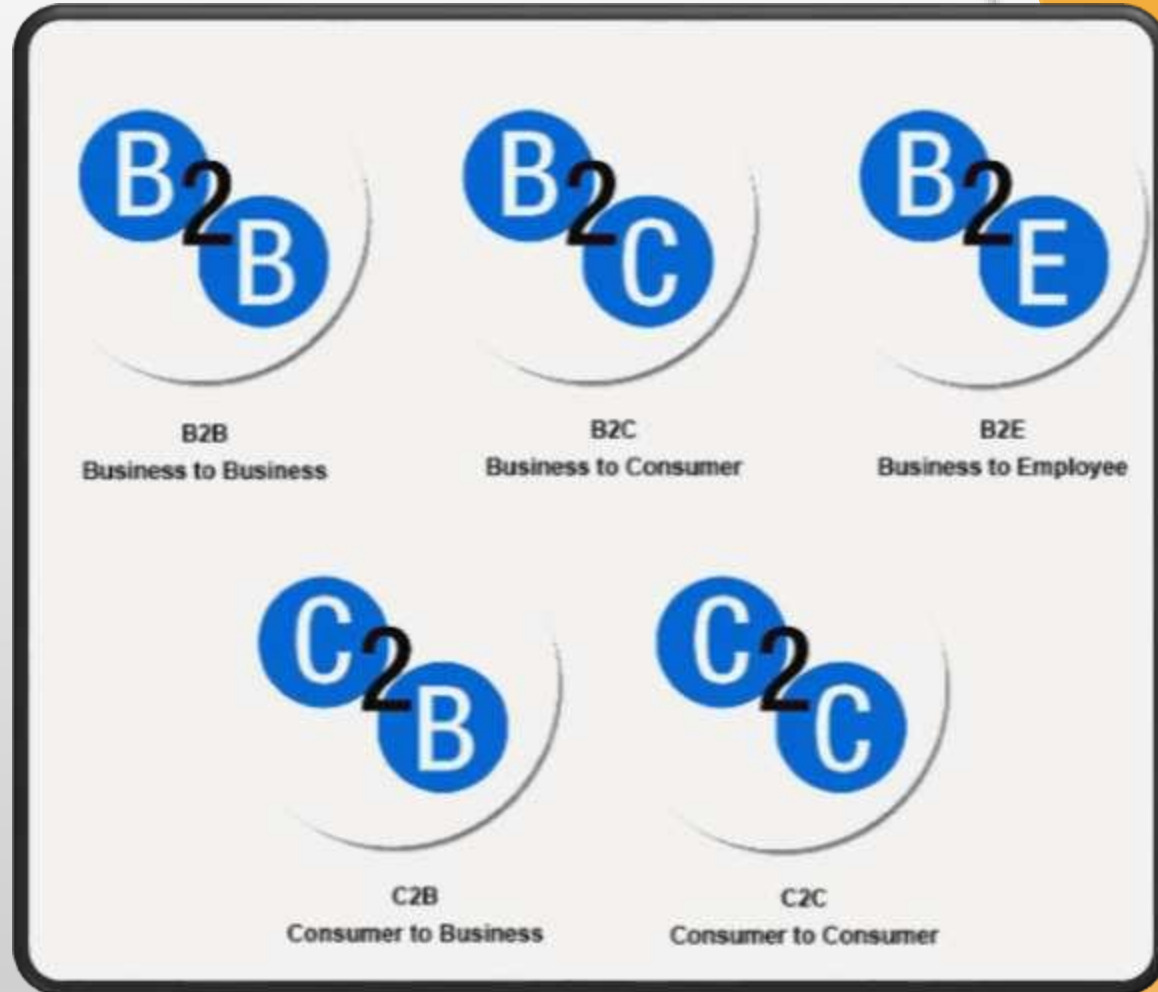 B2B
B2C
B2E
B2B
Business to Business
B2C
Business to Consumer
B2E
Business to Employee
C2B
C2C
C2B
Consumer to Business
C2C
Consumer to Consumer